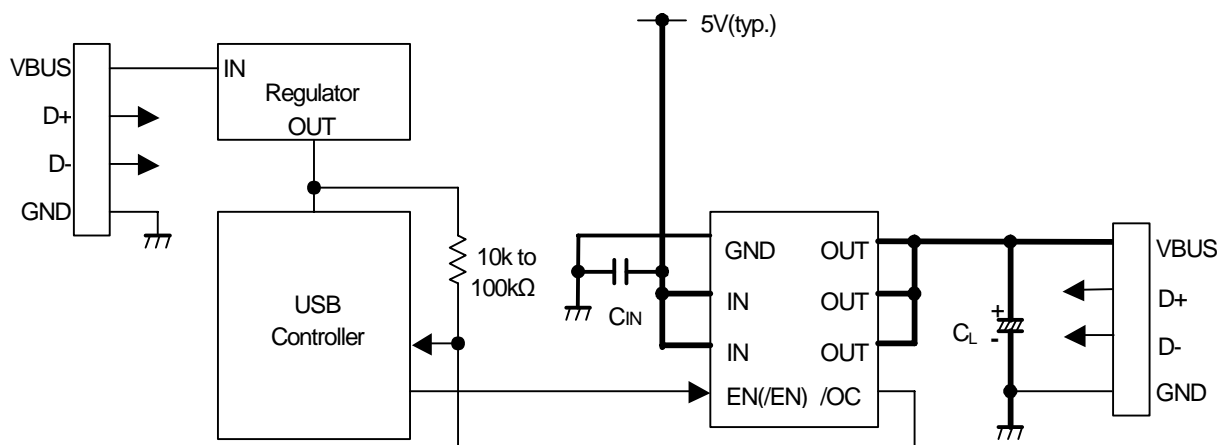 5V(typ.)
VBUS
D+
D-
GND
IN
Regulator
OUT
10k to
100kΩ
USB
Controller
CIN
GND
IN
IN
EN(/EN)
OUT
OUT
OUT
/OC
+
-
CL
VBUS
D+
D-
GND